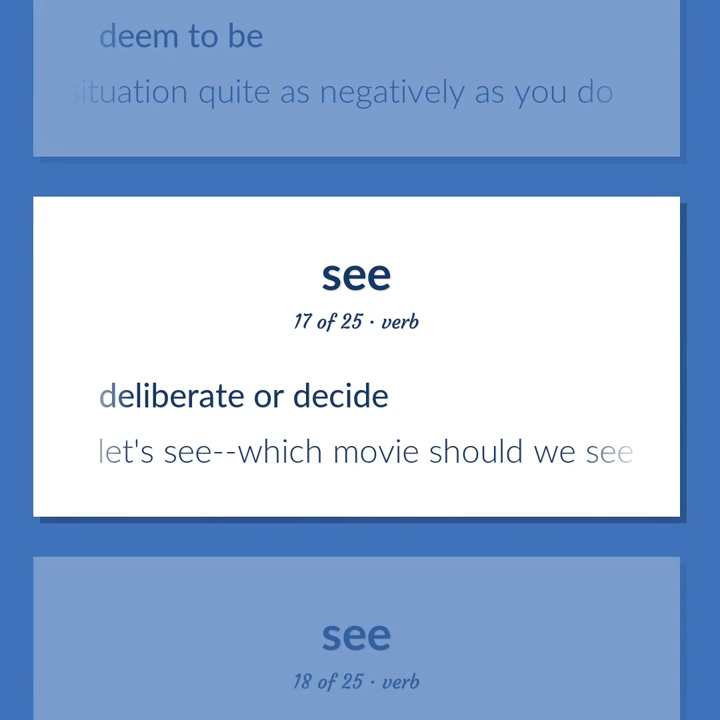 deem to be
situation quite as negatively as you do
see
17 of 25 · verb
deliberate or decide
let's see--which movie should we see
see
18 of 25 · verb